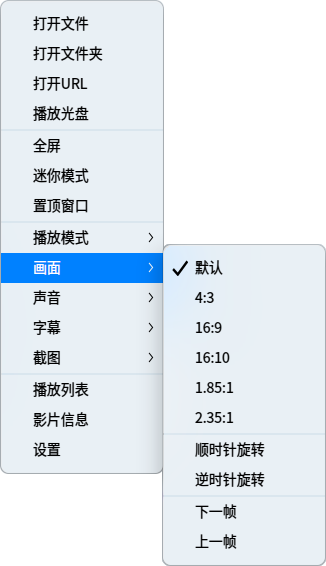 打开文件
打开文件夹
打开URL
播放光盘
全屏
迷你模式
置顶窗口
播放模式
画面
声音
字幕
截图
播放列表
影片信息
设置
默认
4:3
16:9
16:10
1.85:1
2.35:1
顺时针旋转
逆时针旋转
下一帧
上一帧